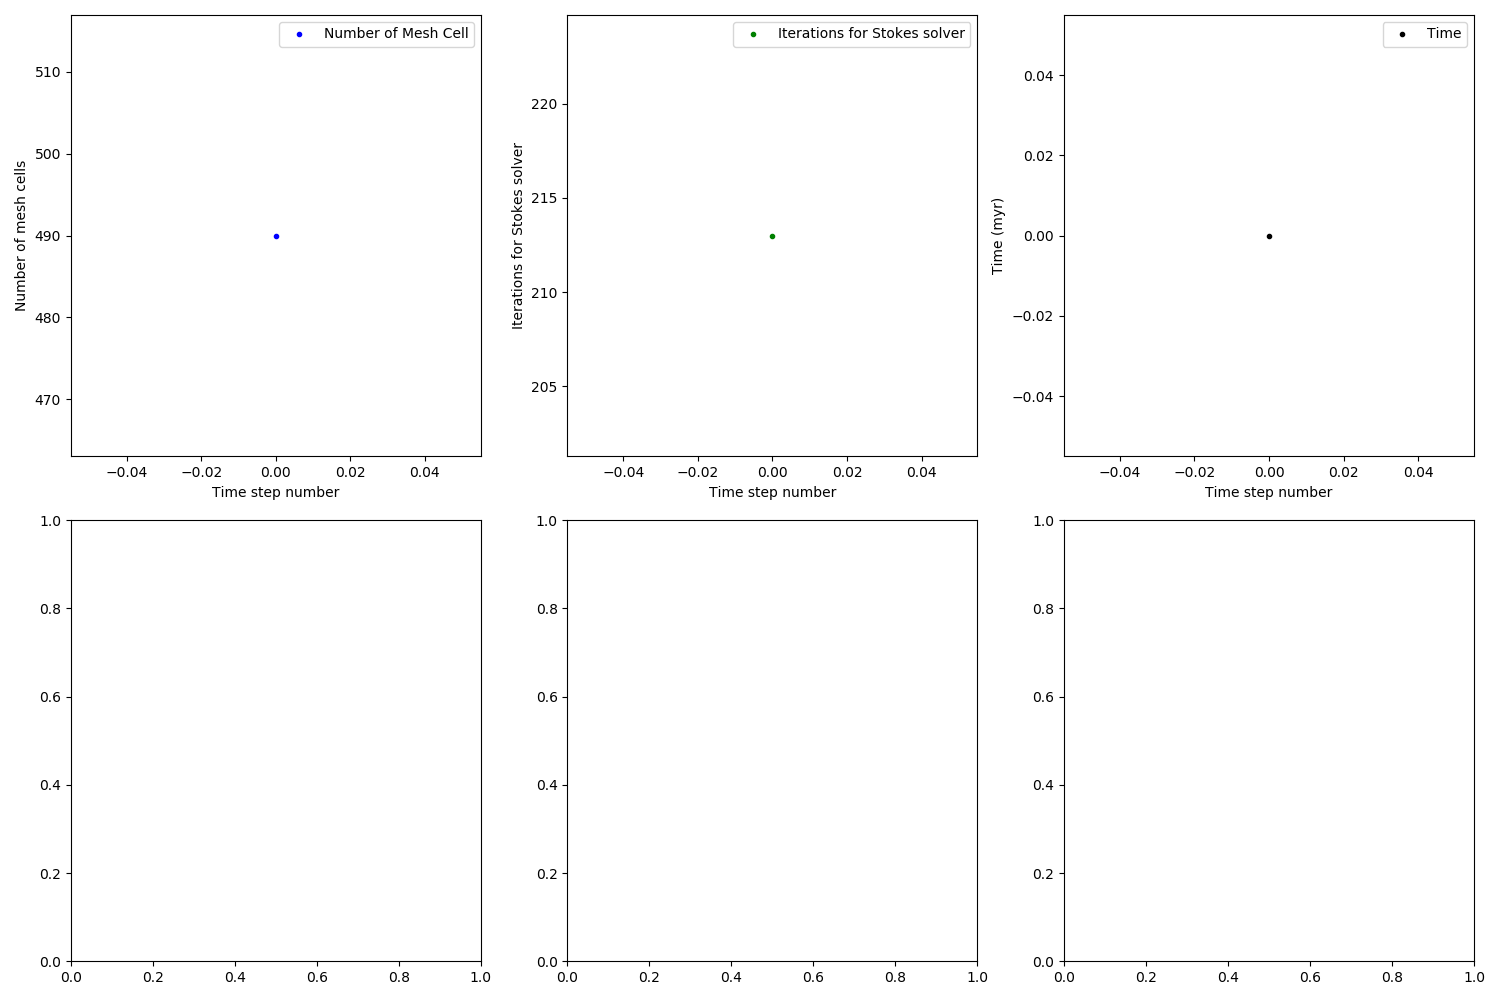 Number of Mesh Cell
510
500
490
480
470
Number of mesh cells
−0.04 −0.02 0.00 0.02 0.04
Time step number
Iterations for Stokes solver
220
215
210
205
Iterations for Stokes solver
−0.04 −0.02 0.00 0.02 0.04
Time step number
Time
0.04
0.02
0.00
−0.02
−0.04
Time (myr)
−0.04 −0.02 0.00 0.02 0.04
Time step number
1.0
0.8
0.6
0.4
0.2
0.0
0.0 0.2 0.4 0.6 0.8 1.0
1.0
0.8
0.6
0.4
0.2
0.0
0.0 0.2 0.4 0.6 0.8 1.0
1.0
0.8
0.6
0.4
0.2
0.0
0.0 0.2 0.4 0.6 0.8 1.0